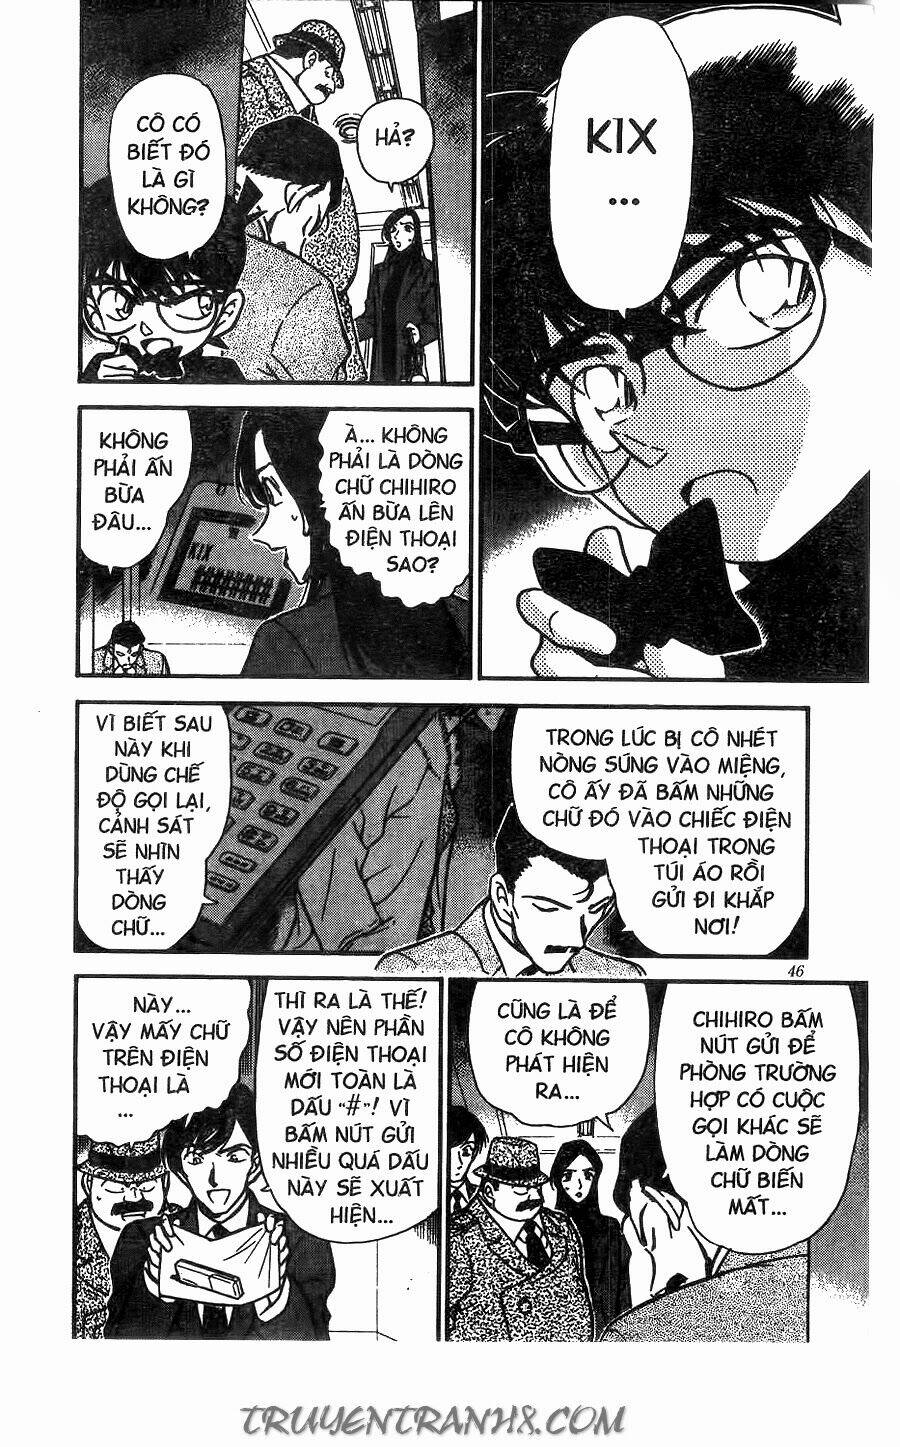 KIX
...
HẢ?
CÔ CÓ
BIẾT ĐÓ
LÀ GÌ
KHÔNG?
À... KHÔNG
PHẢI LÀ DÒNG
CHỮ CHIHIRO
ẤN BỪA LÊN
ĐIỆN THOẠI
SAO?
KHÔNG
PHẢI ẤN
BỪA
ĐÂU...
KIX
TRONG LÚC BỊ CÔ NHÉT
NÒNG SÚNG VÀO MIỆNG,
CÔ ẤY ĐÃ BẤM NHỮNG
CHỮ ĐÓ VÀO CHIẾC ĐIỆN
THOẠI TRONG
TÚI ÁO RỒI
GỬI ĐI KHẮP
NƠI!
VÌ BIẾT SAU
NÀY KHI
DÙNG CHẾ
ĐỘ GỌI LẠI,
CẢNH SÁT
SẼ NHÌN
THẤY
DÒNG
CHỮ...
46
CHIHIRO BẤM
NÚT GỬI ĐỂ
PHÒNG TRƯỜNG
HỢP CÓ CUỘC
GỌI KHÁC SẼ
LÀM DÒNG
CHỮ BIẾN
MẤT...
CŨNG LÀ ĐỂ
CÔ KHÔNG
PHÁT HIỆN
RA...
THÌ RA LÀ THẾ!
VẬY NÊN PHẦN
SỐ ĐIỆN THOẠI
MỚI TOÀN LÀ
DẤU "#"! VÌ
BẤM NÚT GỬI
NHIỀU QUÁ DẤU
NÀY SẼ XUẤT
HIỆN...
NÀY...
VẬY MẤY CHỮ
TRÊN ĐIỆN
THOẠI LÀ
...
TRUYENTRANH8.COM